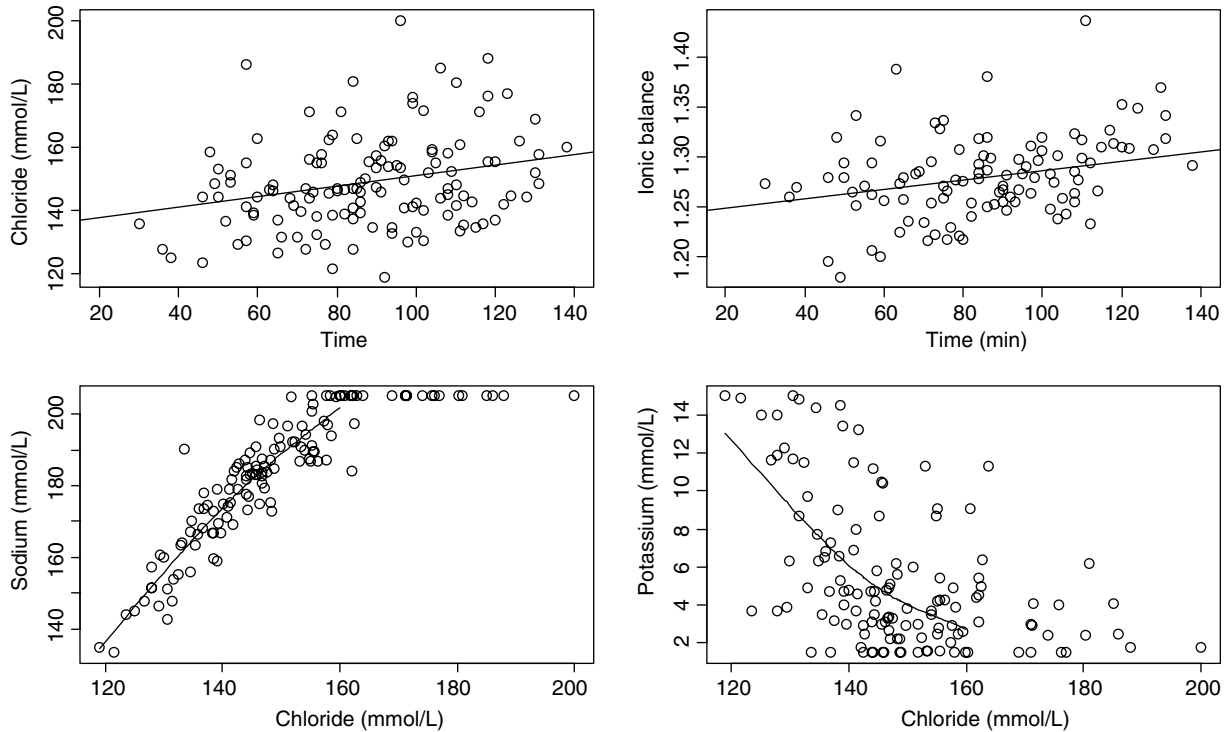 Chloride (mmol/L)
200
180
160
140
120
20 40 60 80 100 120 140
Time
Ionic balance
1.40
1.35
1.30
1.25
1.20
20 40 60 80 100 120 140
Time (min)
Sodium (mmol/L)
200
180
160
140
120 140 160 180 200
Chloride (mmol/L)
Potassium (mmol/L)
14
12
10
8
6
4
2
120 140 160 180 200
Chloride (mmol/L)